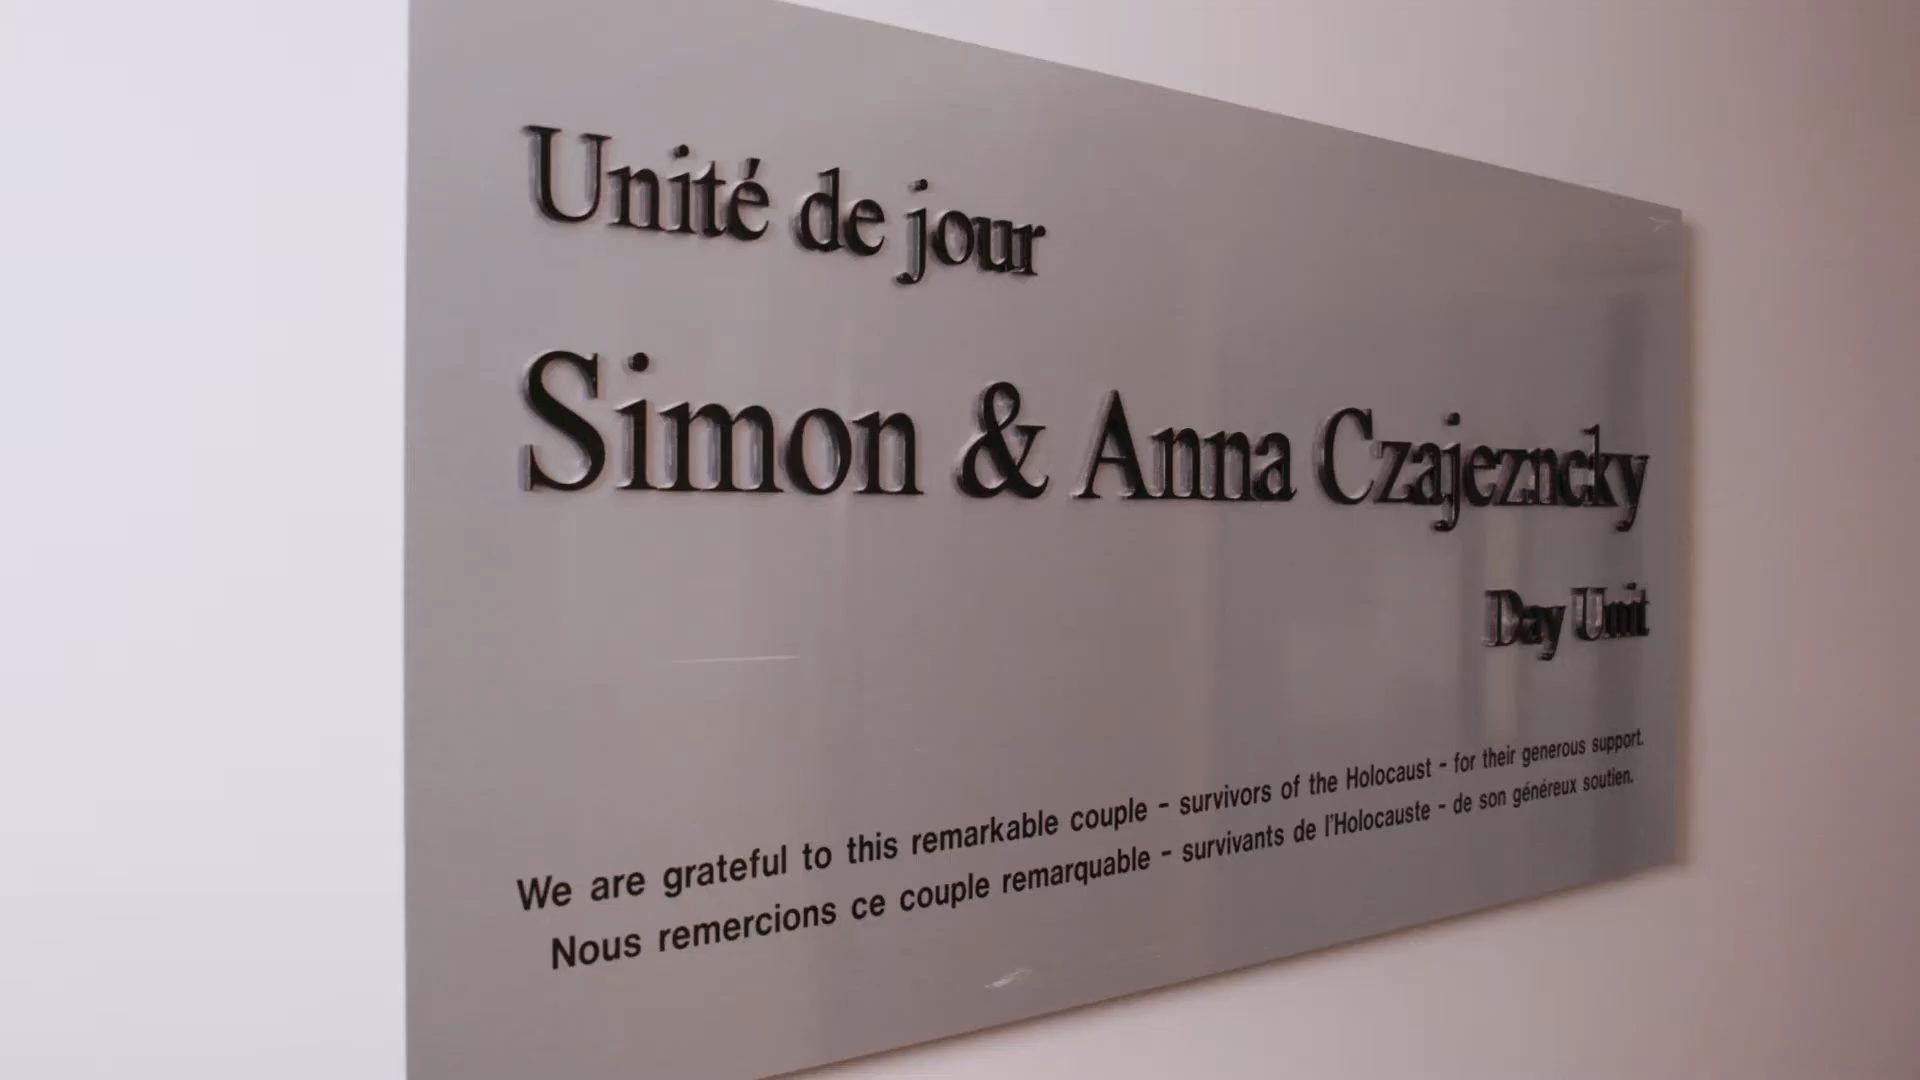 Unité de jour
Simon & Anna Czajezncky
Day Unit
We are grateful to this remarkable couple - survivors of the Holocaust - for their generous support.
Nous remercions ce couple remarquable - survivants de l'Holocauste - de son généreux soutien.